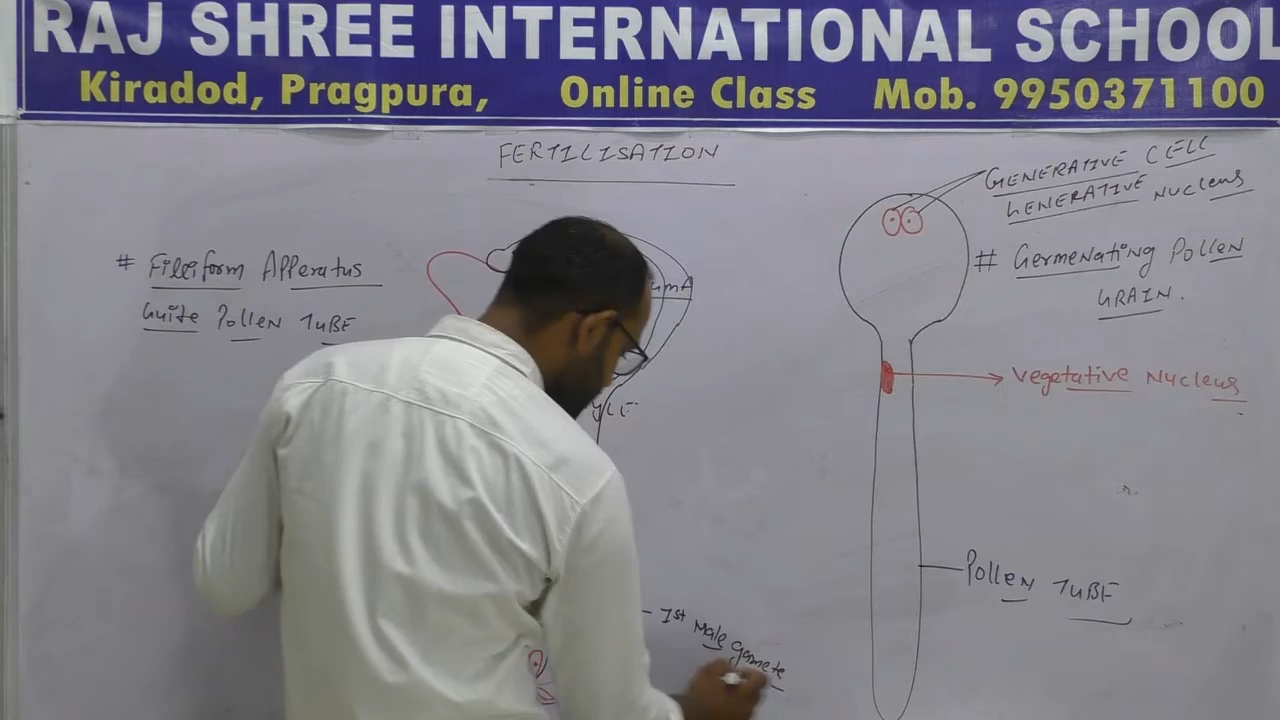 RAJ SHREE INTERNATIONAL SCHOOL
Kiradod, Pragpura, Online Class Mob. 9950371100
FERTILISATION
# Filiform Apparatus
Guite Pollen TUBE
GENERATIVE CELL
GENERATIVE NUCLEUS
# Germenating Pollen
GRAIN.
Vegetative Nucleus
Pollen TUBE
1st Male gamete